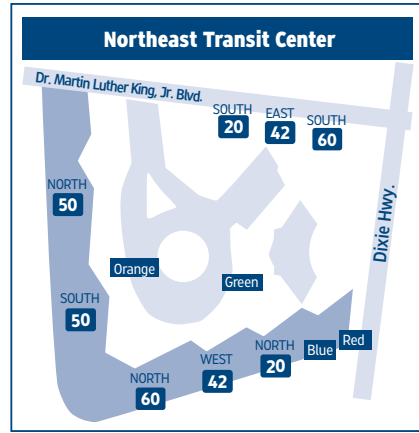 Northeast Transit Center
Dr. Martin Luther King, Jr. Blvd.
SOUTH
20
EAST
42
SOUTH
60
NORTH
50
Dixie Hwy.
Orange
Green
SOUTH
50
NORTH
60
WEST
42
NORTH
20
Blue
Red